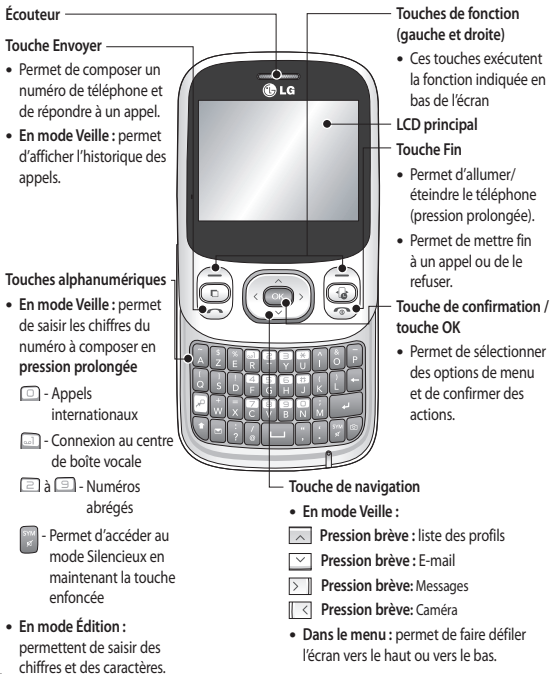 Écouteur
Touche Envoyer
• Permet de composer un
numéro de téléphone et
de répondre à un appel.
• En mode Veille : permet
d'afficher l'historique des
appels.
Touches alphanumériques
• En mode Veille : permet
de saisir les chiffres du
numéro à composer en
pression prolongée
- Appels
internationaux
- Connexion au centre
de boîte vocale
2 à 9 - Numéros
abrégés
SYM - Permet d'accéder au
mode Silencieux en
maintenant la touche
enfoncée
• En mode Édition :
permettent de saisir des
chiffres et des caractères.
LG
OK
A Z E R T Y U I O P
Q S D F G H J K L
W X C V B N M
SYM
Touches de fonction
(gauche et droite)
• Ces touches exécutent
la fonction indiquée en
bas de l'écran
LCD principal
Touche Fin
• Permet d'allumer/
éteindre le téléphone
(pression prolongée).
• Permet de mettre fin
à un appel ou de le
refuser.
Touche de confirmation /
touche OK
• Permet de sélectionner
des options de menu
et de confirmer des
actions.
Touche de navigation
• En mode Veille :
Pression brève : liste des profils
Pression brève : E-mail
Pression brève: Messages
Pression brève: Caméra
• Dans le menu : permet de faire défiler
l'écran vers le haut ou vers le bas.